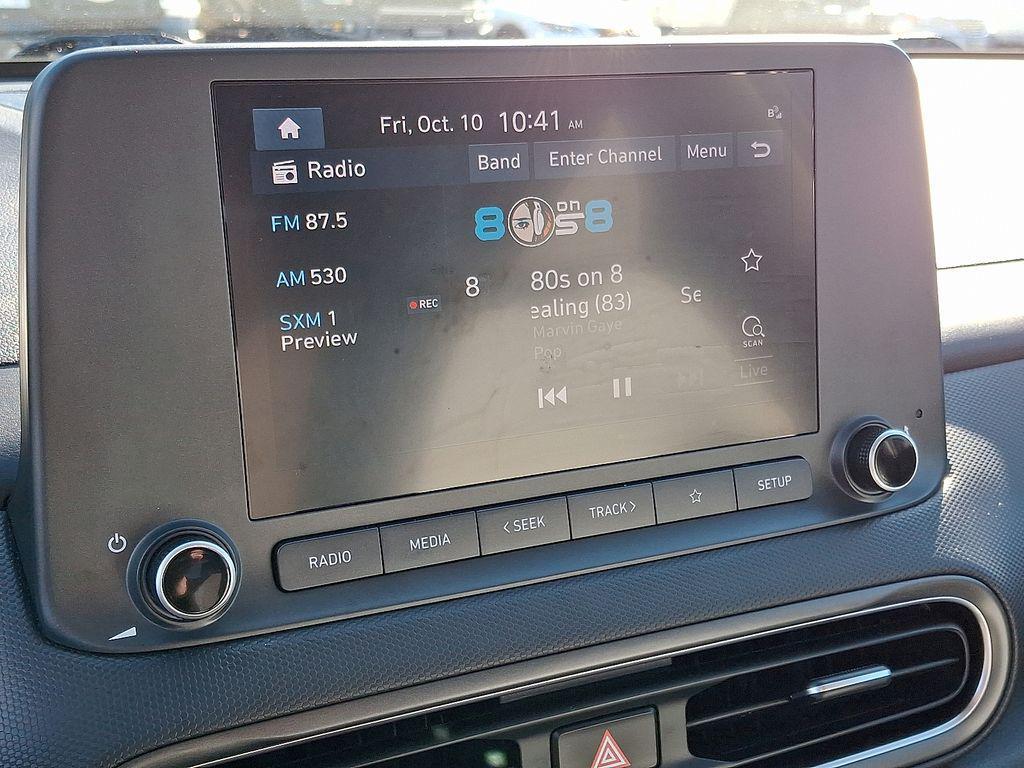 Fri, Oct. 10 10:41 AM
B
Radio Band Enter Channel Menu
FM 87.5
8 on 8
AM 530
8 80s on 8
REC
ealing (83) Se
SXM 1
Preview
Marvin Gaye
Pop
SCAN
Live
RADIO MEDIA < SEEK TRACK > SETUP